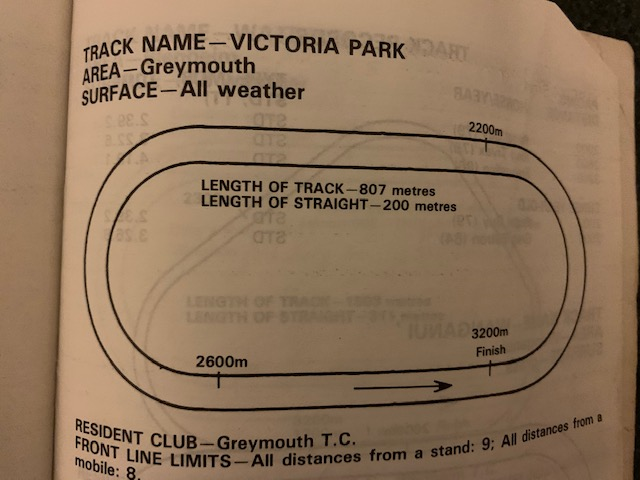 TRACK NAME—VICTORIA PARK
AREA—Greymouth
SURFACE—All weather
2200m
LENGTH OF TRACK—807 metres
LENGTH OF STRAIGHT—200 metres
3200m
Finish
2600m
RESIDENT CLUB—Greymouth T.C.
FRONT LINE LIMITS—All distances from a stand: 9; All distances from a
mobile: 8.